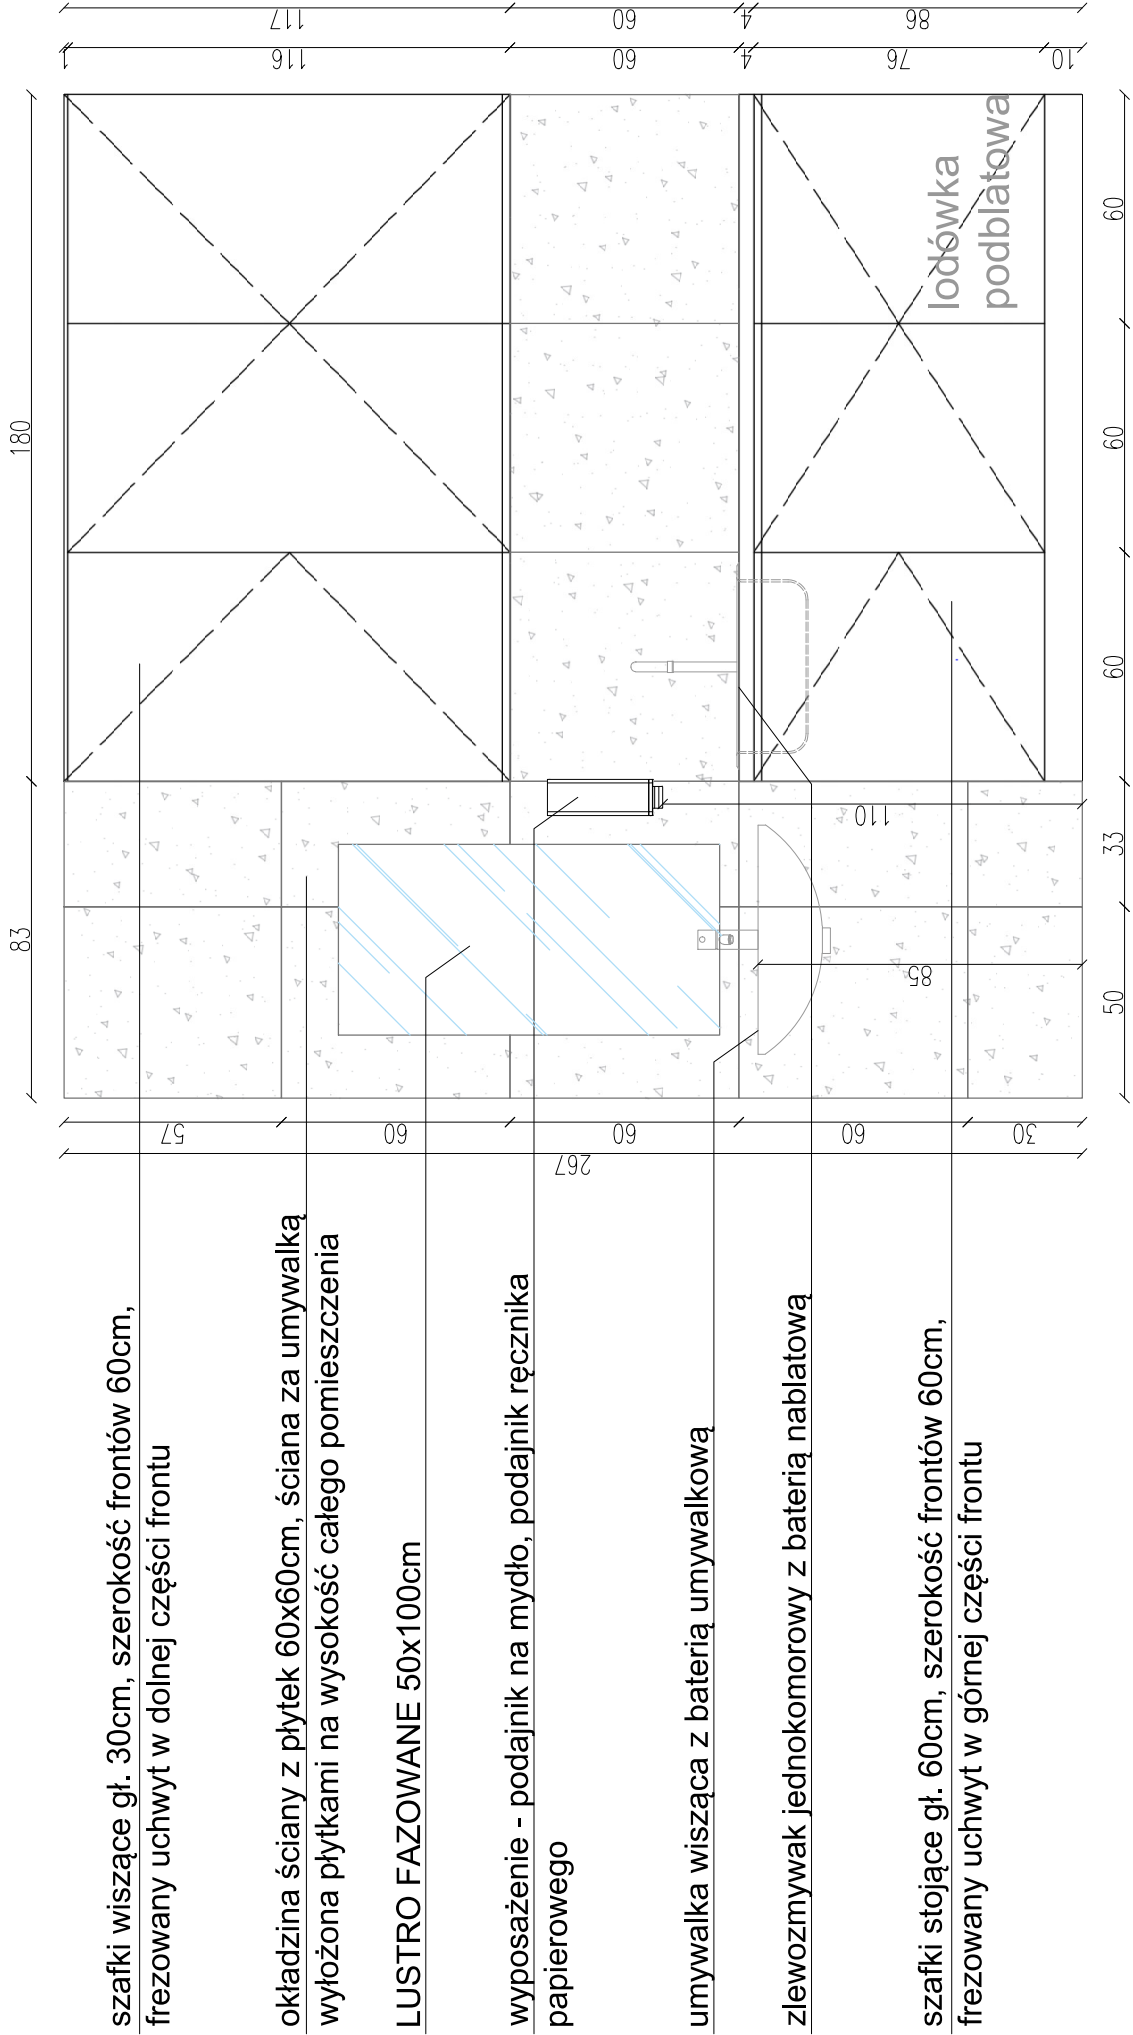 szafki wiszące gł. 30cm, szerokość frontów 60cm,
frezowany uchwyt w dolnej części frontu
okładzina ściany z płytek 60x60cm, ściana za umywalką
wyłożona płytkami na wysokość całego pomieszczenia
LUSTRO FAZOWANE 50x100cm
wyposażenie - podajnik na mydło, podajnik ręcznika
papierowego
umywalka wisząca z baterią umywalkową
zlewozmywak jednokomorowy z baterią nablatową
szafki stojące gł. 60cm, szerokość frontów 60cm,
frezowany uchwyt w górnej części frontu
83
180
57
60
60
60
30
267
110
85
lodówka
podblatowa
1
116
60
4
76
10
117
60
4
86
50
33
60
60
60